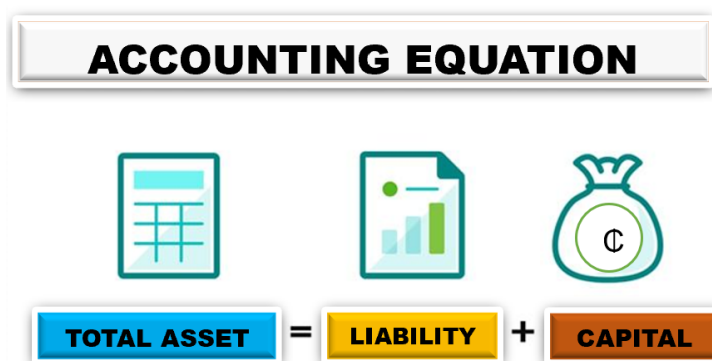 ACCOUNTING EQUATION
₵
TOTAL ASSET = LIABILITY + CAPITAL